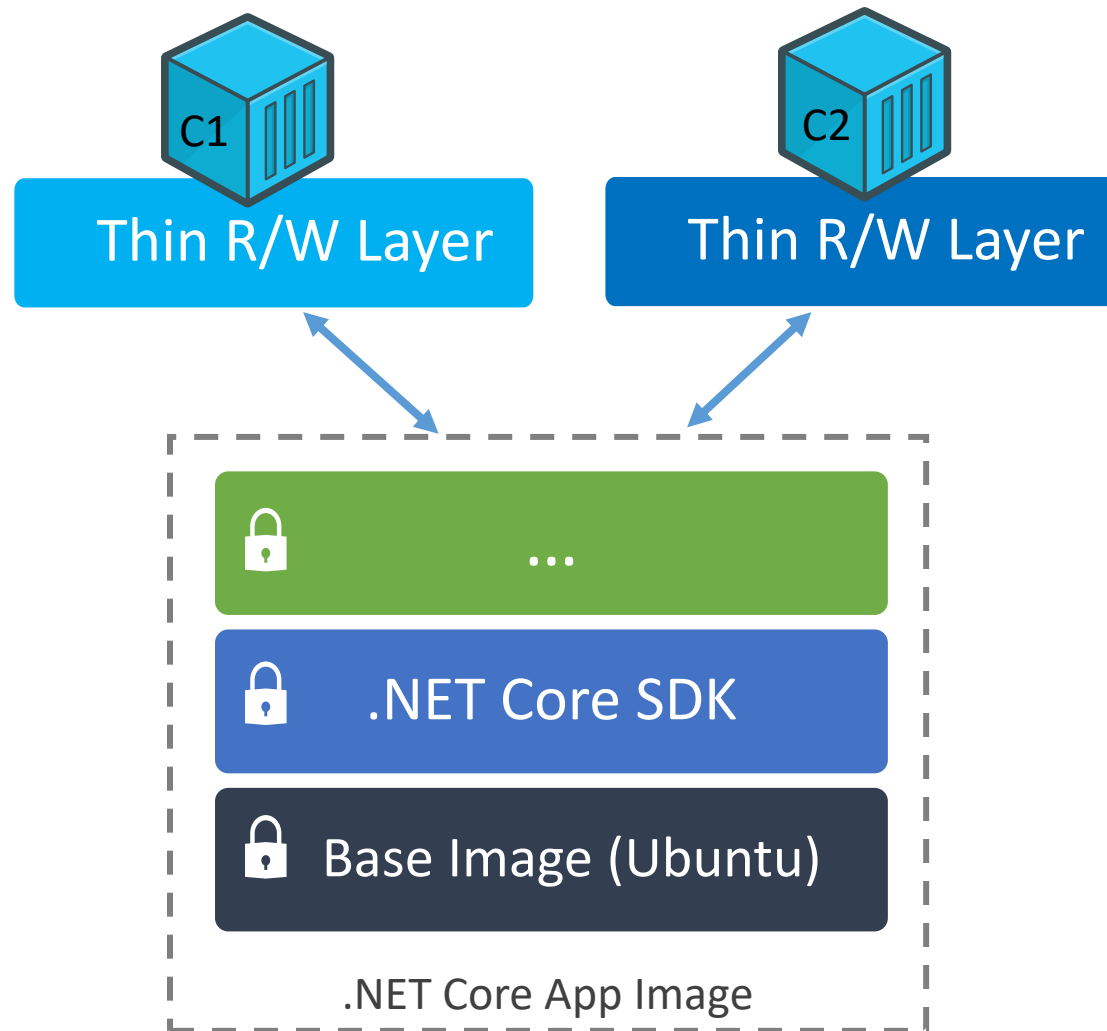 C1
C2
Thin R/W Layer
Thin R/W Layer
...
.NET Core SDK
Base Image (Ubuntu)
.NET Core App Image